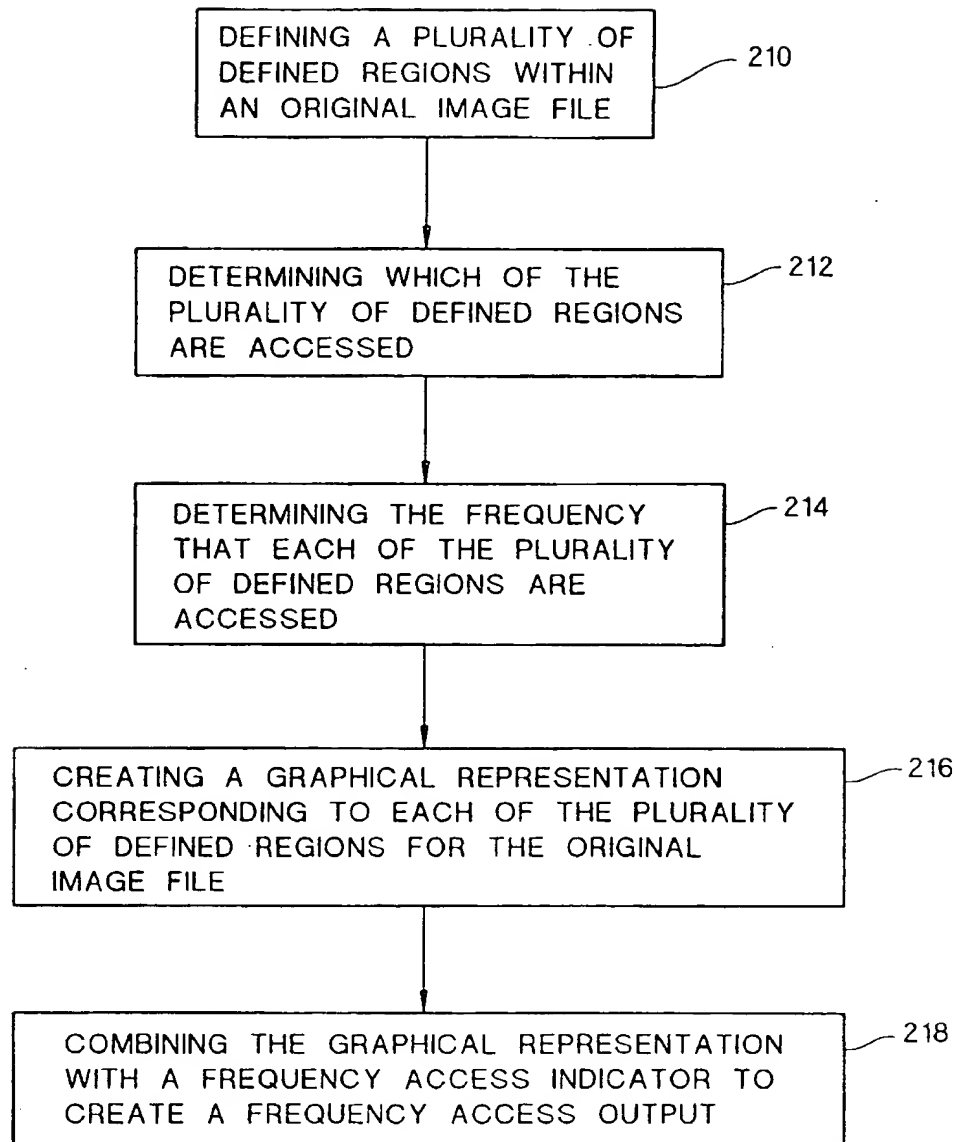 DEFINING A PLURALITY OF
DEFINED REGIONS WITHIN
AN ORIGINAL IMAGE FILE
210
DETERMINING WHICH OF THE
PLURALITY OF DEFINED REGIONS
ARE ACCESSED
212
DETERMINING THE FREQUENCY
THAT EACH OF THE PLURALITY
OF DEFINED REGIONS ARE
ACCESSED
214
CREATING A GRAPHICAL REPRESENTATION
CORRESPONDING TO EACH OF THE PLURALITY
OF DEFINED REGIONS FOR THE ORIGINAL
IMAGE FILE
216
COMBINING THE GRAPHICAL REPRESENTATION
WITH A FREQUENCY ACCESS INDICATOR TO
CREATE A FREQUENCY ACCESS OUTPUT
218